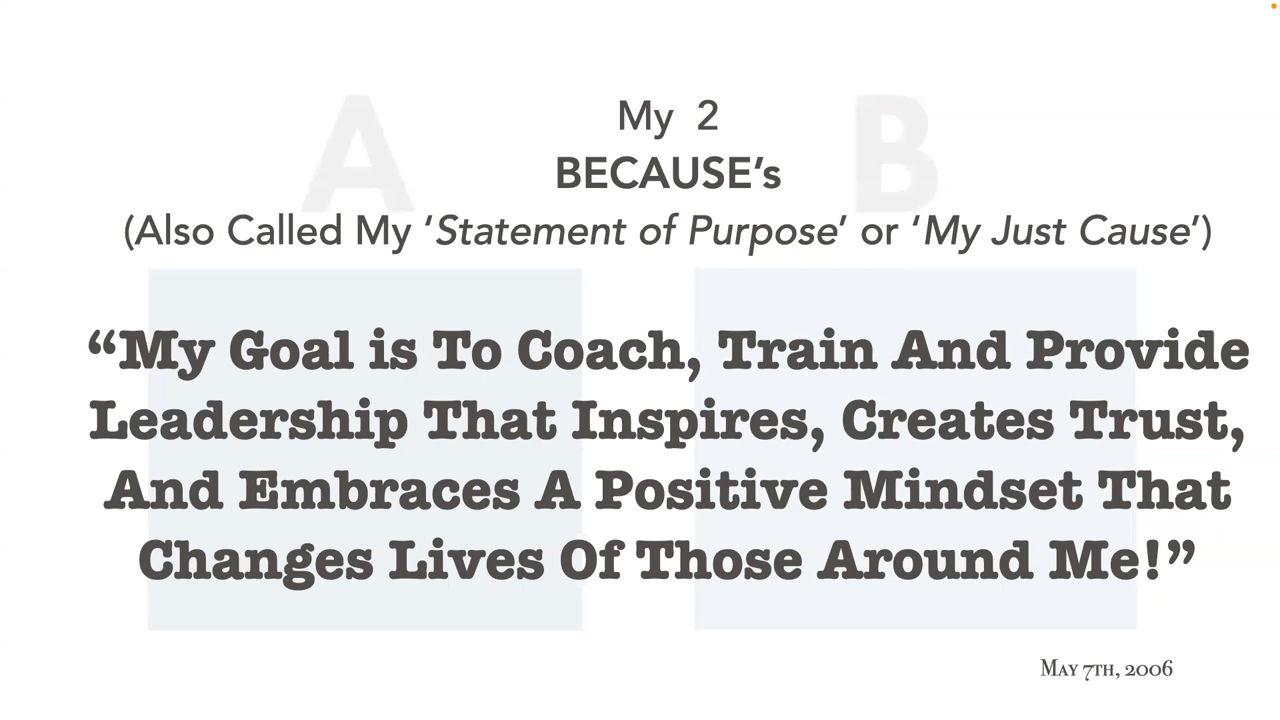 A
B
My 2
BECAUSE’s
(Also Called My ‘Statement of Purpose’ or ‘My Just Cause’)
“My Goal is To Coach, Train And Provide
Leadership That Inspires, Creates Trust,
And Embraces A Positive Mindset That
Changes Lives Of Those Around Me!”
May 7th, 2006